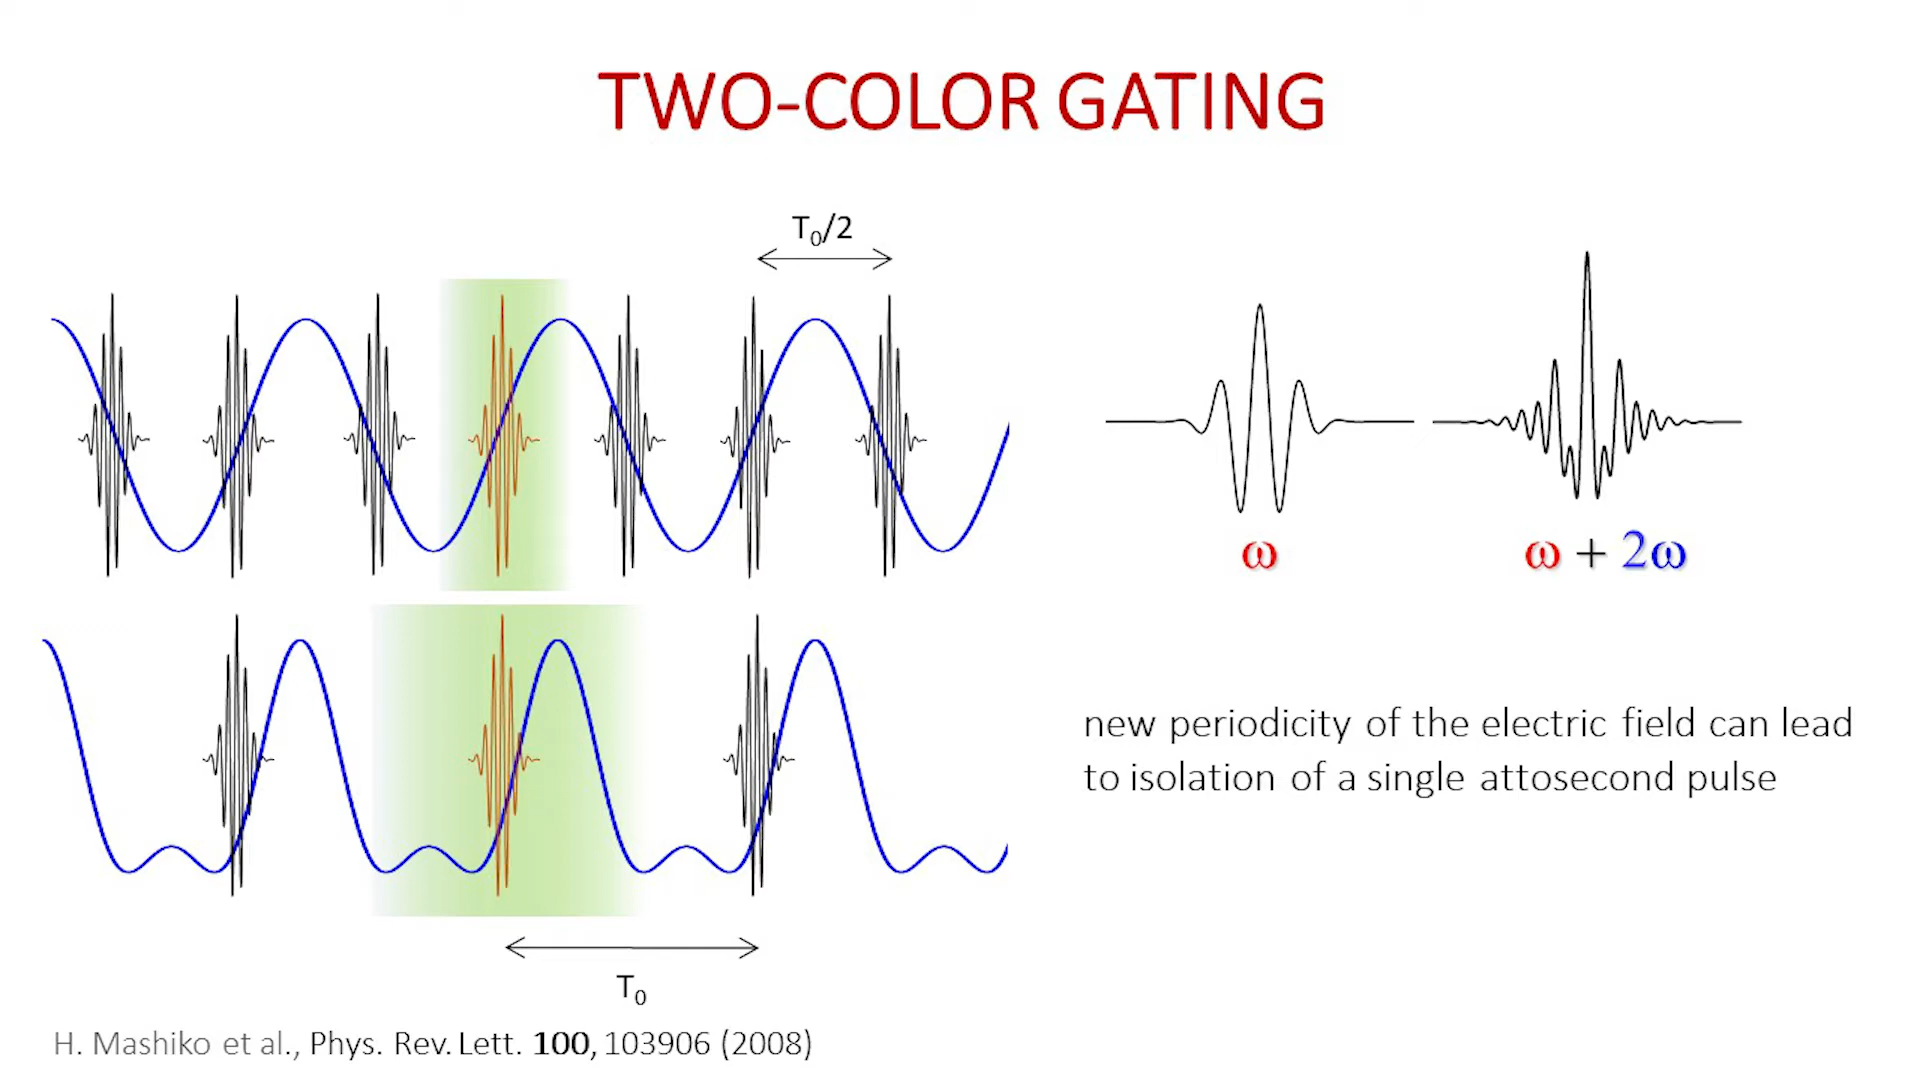 TWO-COLOR GATING
T₀/2
ω
ω + 2ω
new periodicity of the electric field can lead
to isolation of a single attosecond pulse
T₀
H. Mashiko et al., Phys. Rev. Lett. 100, 103906 (2008)